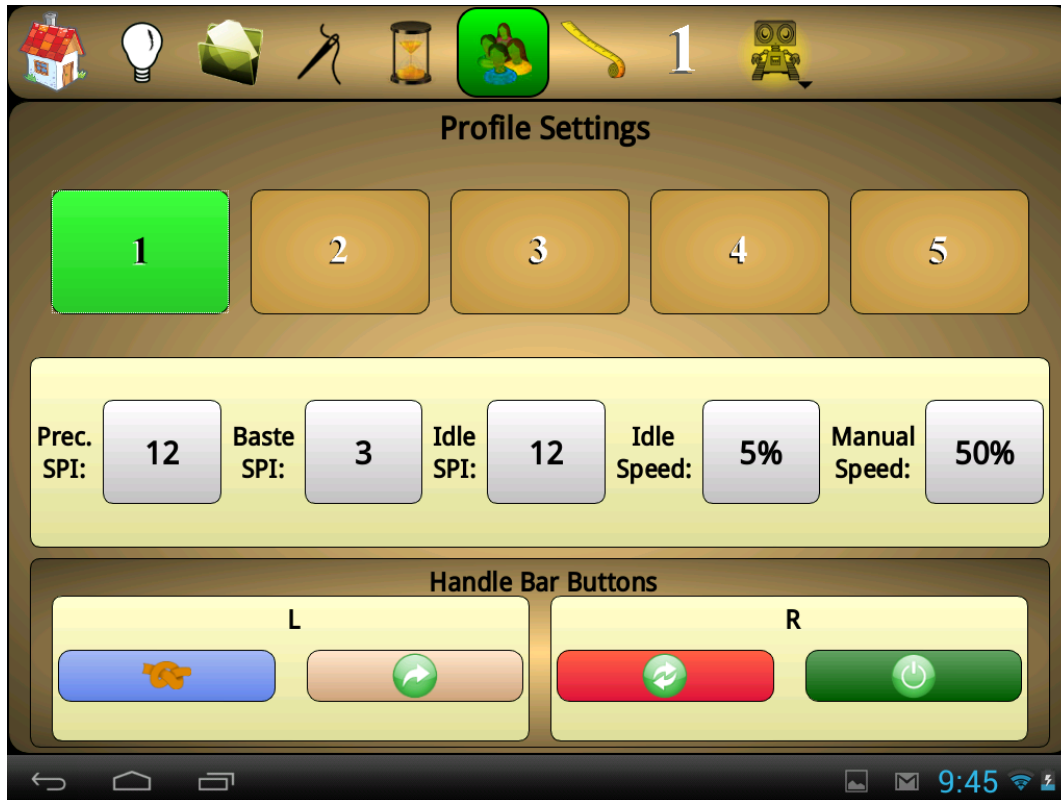 1
Profile Settings
1 2 3 4 5
Prec. SPI: 12 Baste SPI: 3 Idle SPI: 12 Idle Speed: 5% Manual Speed: 50%
Handle Bar Buttons
L R
9:45